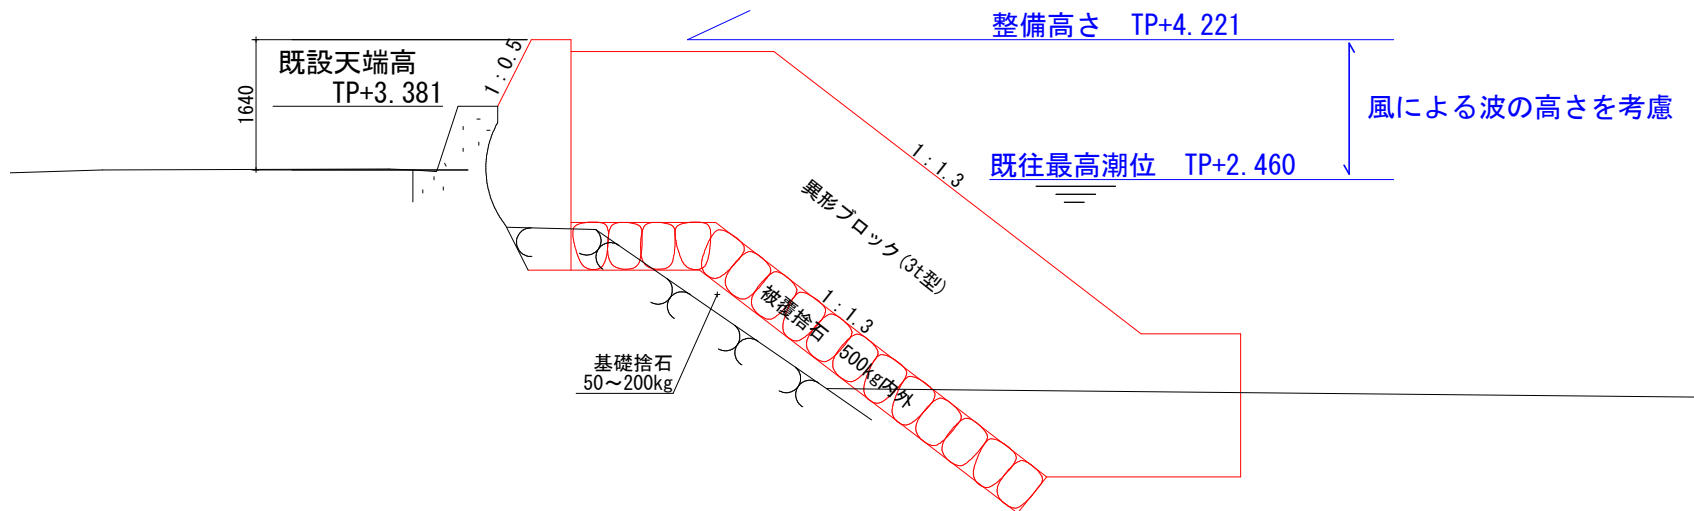 整備高さ TP+4.221
既設天端高
TP+3.381
1:0.5
1640
風による波の高さを考慮
既往最高潮位 TP+2.460
1:1.3
異形ブロック(3t型)
1:1.3
被覆捨石 500kg内外
基礎捨石
50～200kg